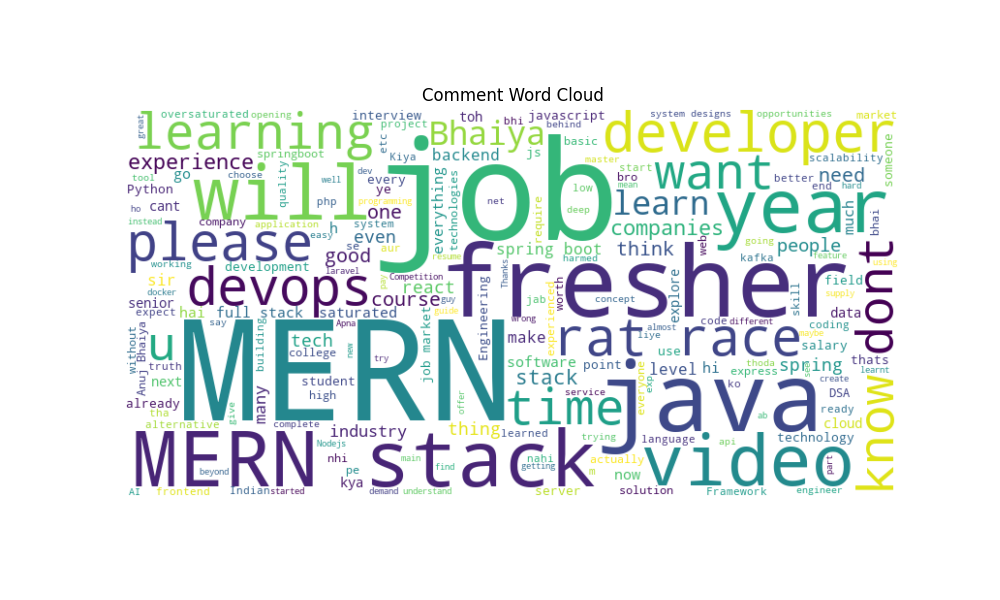 Comment Word Cloud
great
oversaturated opening
interview
toh bhi javascript
system designs opportunities market
learning
etc
project
Bhaiya
behind
js basic
developer
someone
experience
springboot
Kiya
backend
job
master
start
want
scalability
better need
tool go choose quality well dev every
everything
technologies
low
bro mean
end hard
Python
will
programming
net
deep
learn
year
much
bhai
ho cant
php ye
require
instead
company application
one
system
companies
please
easy h even
se aur
spring boot
think
web
going people
feature
working
good
laravel
resume
Thanks
harmed
kafka
using
sir development
Competition
fresher
field
dont
devops
pay
react
course
guy
experienced
jab
worth
concept
explore
skill
supply
data
docker
senior
hai full stack saturated
guide
expect say
Apna
Engineering
wrong
make
code different
coding
maybe
without
Anuj Bhaiya
truth
u
building
tech
college
new
try
job market
software
rat race
almost
liye
use
thoda
salary
thats
MERN
point
level hi
express
spring
learnt
next
student
stack
service
everyone
exp
ko
seen
create
already
many
high
offer
time
java
DSA
ready
tha
give
complete
ab
cloud
alternative
industry
thing learned
trying
language
api
technology
MERN stack
Nodejs
nhi
main
nahi
actually
video
part
know
beyond
pe
kya
find
getting
m now
AI frontend Indian started
demand understand
server
solution
Framework
engineer